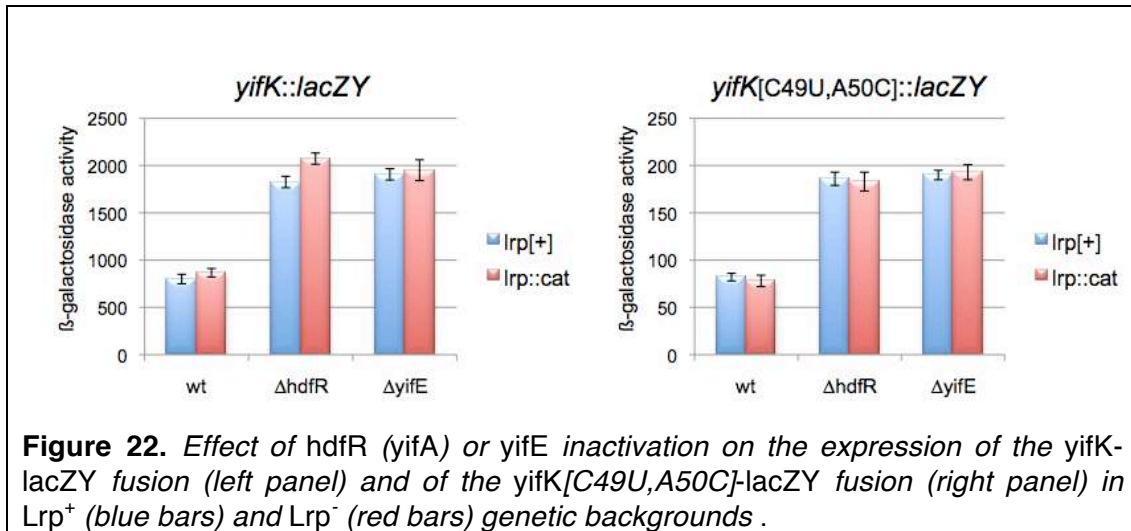 yifK::lacZY
2500
2000
1500
1000
500
0
ß-galactosidase activity
wt
ΔhdfR
ΔyifE
lrp[+]
lrp::cat
yifK[C49U,A50C]::lacZY
250
200
150
100
50
0
ß-galactosidase activity
wt
ΔhdfR
ΔyifE
lrp[+]
lrp::cat
Figure 22. Effect of hdfR (yifA) or yifE inactivation on the expression of the yifK-
lacZY fusion (left panel) and of the yifK[C49U,A50C]-lacZY fusion (right panel) in
Lrp+ (blue bars) and Lrp- (red bars) genetic backgrounds .